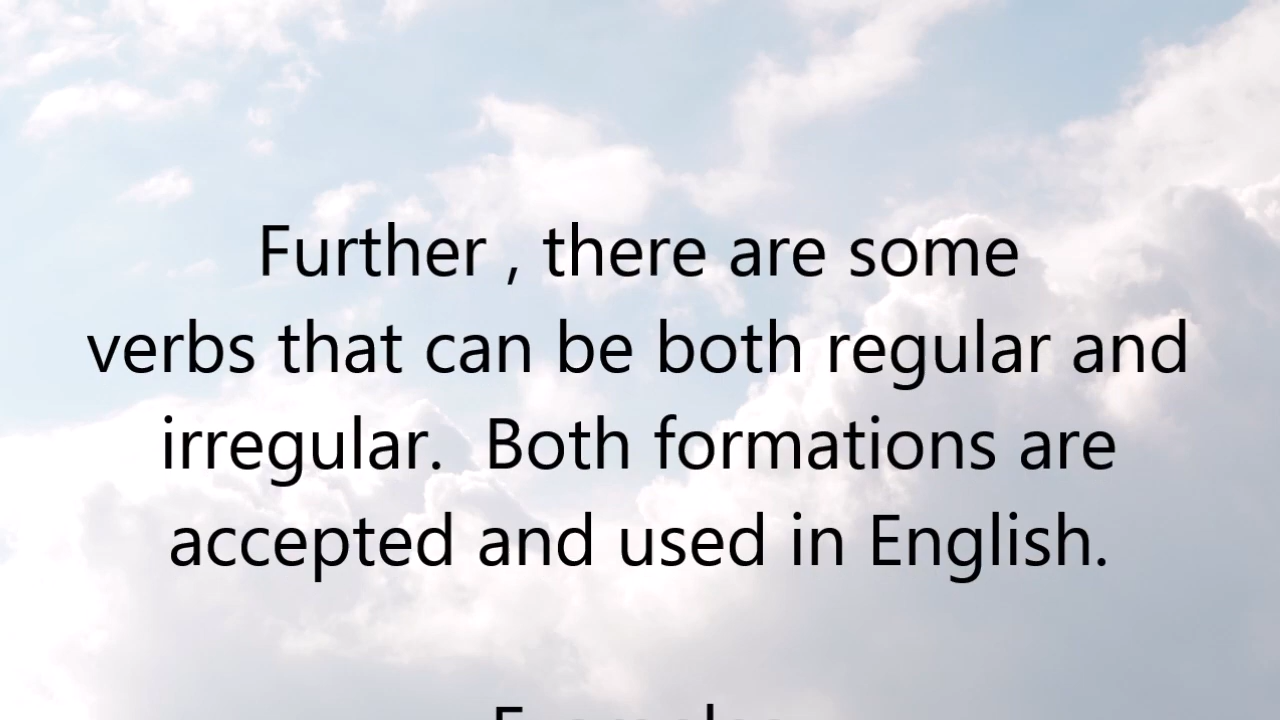 Further , there are some
verbs that can be both regular and
irregular.  Both formations are
accepted and used in English.